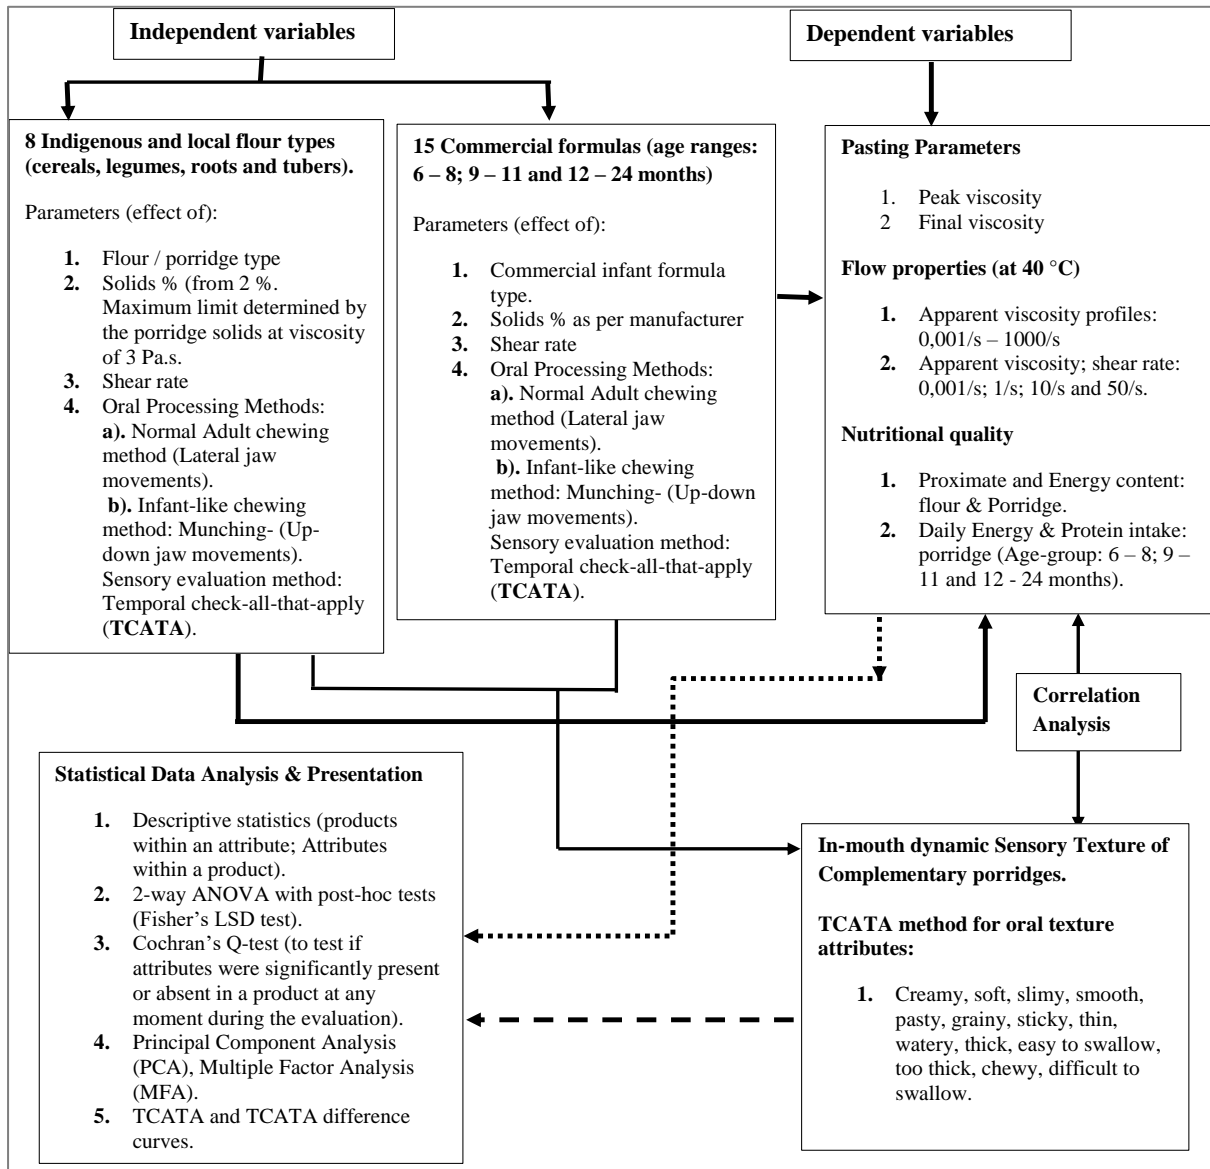 Independent variables
Dependent variables
8 Indigenous and local flour types
(cereals, legumes, roots and tubers).
Parameters (effect of):
1. Flour / porridge type
2. Solids % (from 2 %.
Maximum limit determined by
the porridge solids at viscosity
of 3 Pa.s.
3. Shear rate
4. Oral Processing Methods:
a). Normal Adult chewing
method (Lateral jaw
movements).
b). Infant-like chewing
method: Munching- (Up-
down jaw movements).
Sensory evaluation method:
Temporal check-all-that-apply
(TCATA).
15 Commercial formulas (age ranges:
6 – 8; 9 – 11 and 12 – 24 months)
Parameters (effect of):
1. Commercial infant formula
type.
2. Solids % as per manufacturer
3. Shear rate
4. Oral Processing Methods:
a). Normal Adult chewing
method (Lateral jaw
movements).
b). Infant-like chewing
method: Munching- (Up-down
jaw movements).
Sensory evaluation method:
Temporal check-all-that-apply
(TCATA).
Pasting Parameters
1. Peak viscosity
2 Final viscosity
Flow properties (at 40 °C)
1. Apparent viscosity profiles:
0,001/s – 1000/s
2. Apparent viscosity; shear rate:
0,001/s; 1/s; 10/s and 50/s.
Nutritional quality
1. Proximate and Energy content:
flour & Porridge.
2. Daily Energy & Protein intake:
porridge (Age-group: 6 – 8; 9 –
11 and 12 - 24 months).
Correlation
Analysis
Statistical Data Analysis & Presentation
1. Descriptive statistics (products
within an attribute; Attributes
within a product).
2. 2-way ANOVA with post-hoc tests
(Fisher's LSD test).
3. Cochran's Q-test (to test if
attributes were significantly present
or absent in a product at any
moment during the evaluation).
4. Principal Component Analysis
(PCA), Multiple Factor Analysis
(MFA).
5. TCATA and TCATA difference
curves.
In-mouth dynamic Sensory Texture of
Complementary porridges.
TCATA method for oral texture
attributes:
1. Creamy, soft, slimy, smooth,
pasty, grainy, sticky, thin,
watery, thick, easy to swallow,
too thick, chewy, difficult to
swallow.